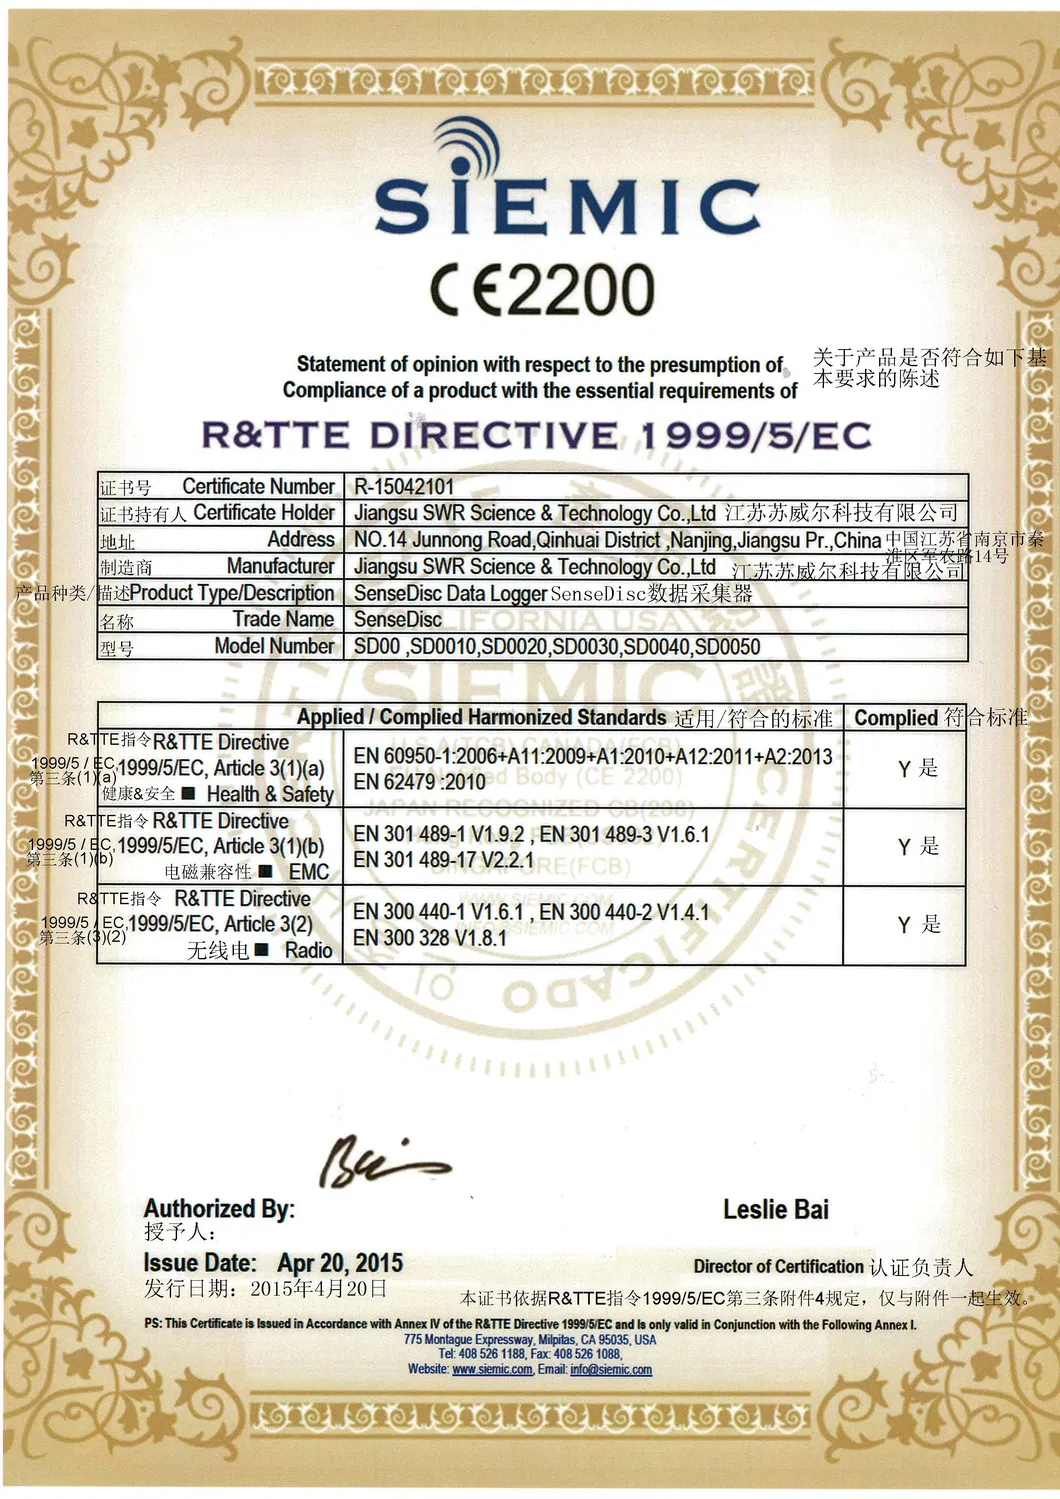 SiEMIC
CE2200
Statement of opinion with respect to the presumption of
Compliance of a product with the essential requirements of
关于产品是否符合如下基
本要求的陈述
R&TTE DIRECTIVE 1999/5/EC
证书号 Certificate Number R-15042101
证书持有人 Certificate Holder Jiangsu SWR Science & Technology Co.,Ltd 江苏苏威尔科技有限公司
地址 Address NO.14 Junnong Road,Qinhuai District ,Nanjing,Jiangsu Pr.,China 中国江苏省南京市秦
淮区军农路14号
制造商 Manufacturer Jiangsu SWR Science & Technology Co.,Ltd 江苏苏威尔科技有限公司
产品种类/描述 Product Type/Description SenseDisc Data Logger SenseDisc数据采集器
名称 Trade Name SenseDisc
型号 Model Number SD00 ,SD0010,SD0020,SD0030,SD0040,SD0050
Applied / Complied Harmonized Standards 适用/符合的标准 Complied 符合标准
R&TTE指令 R&TTE Directive
1999/5 / EC, 1999/5/EC, Article 3(1)(a)
第三条(1)(a)
健康&安全 ■ Health & Safety
EN 60950-1:2006+A11:2009+A1:2010+A12:2011+A2:2013
EN 62479 :2010
Y 是
R&TTE指令 R&TTE Directive
1999/5 / EC, 1999/5/EC, Article 3(1)(b)
第三条(1)(b)
电磁兼容性 ■ EMC
EN 301 489-1 V1.9.2 , EN 301 489-3 V1.6.1
EN 301 489-17 V2.2.1
Y 是
R&TTE指令 R&TTE Directive
1999/5 / EC, 1999/5/EC, Article 3(2)
第三条(3)(2)
无线电 ■ Radio
EN 300 440-1 V1.6.1 , EN 300 440-2 V1.4.1
EN 300 328 V1.8.1
Y 是
Authorized By: Leslie Bai
授予人：
Issue Date: Apr 20, 2015 Director of Certification 认证负责人
发行日期：2015年4月20日
本证书依据R&TTE指令1999/5/EC第三条附件4规定，仅与附件一起生效。
PS: This Certificate is Issued in Accordance with Annex IV of the R&TTE Directive 1999/5/EC and is only valid in Conjunction with the Following Annex I.
775 Montague Expressway, Milpitas, CA 95035, USA
Tel: 408 526 1188, Fax: 408 526 1088,
Website: www.siemic.com, Email: info@siemic.com